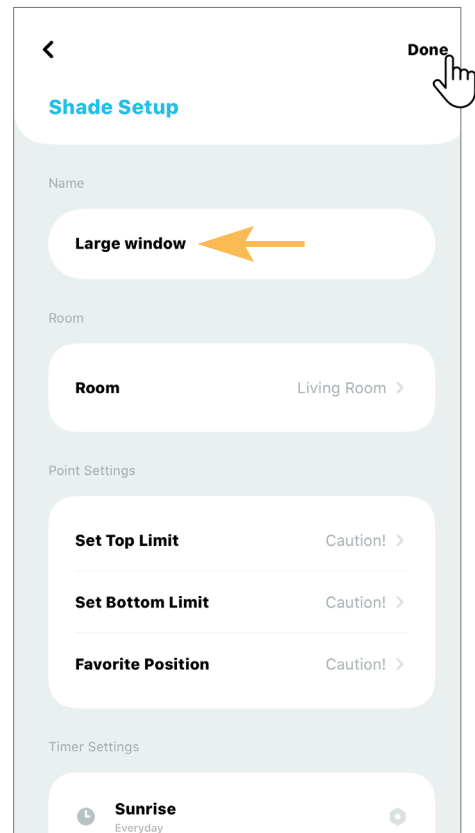 Done
Shade Setup
Name
Large window
Room
Room Living Room
Point Settings
Set Top Limit Caution!
Set Bottom Limit Caution!
Favorite Position Caution!
Timer Settings
Sunrise
Everyday